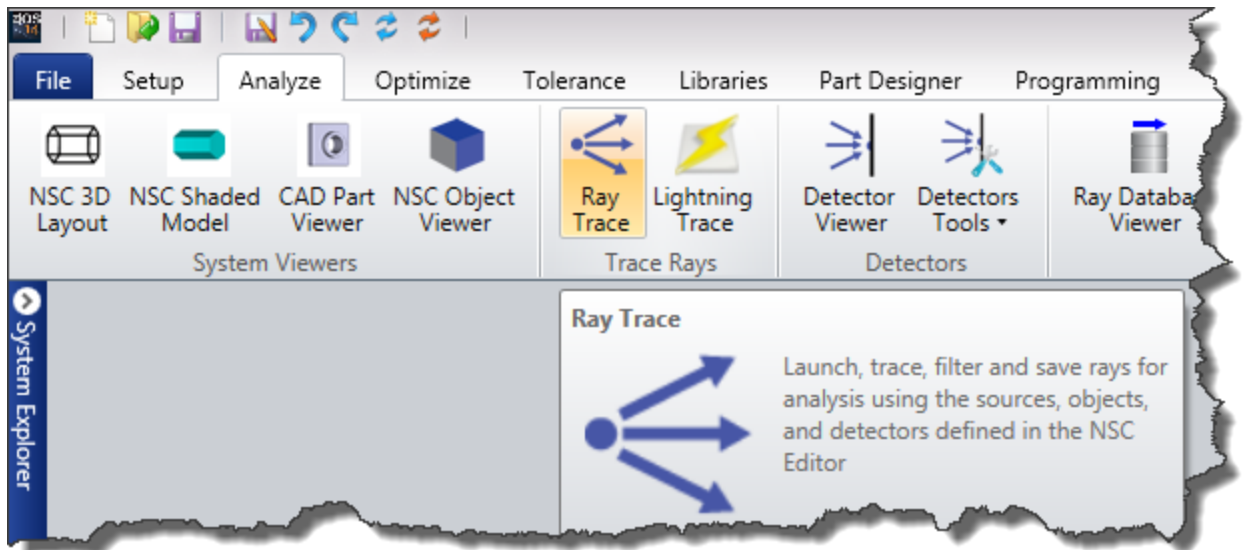 File Setup Analyze Optimize Tolerance Libraries Part Designer Programming
NSC 3D Layout
NSC Shaded Model
CAD Part Viewer
NSC Object Viewer
Ray Trace
Lightning Trace
Detector Viewer
Detectors Tools
Ray Databa
Viewer
System Viewers Trace Rays Detectors
System Explorer
Ray Trace
Launch, trace, filter and save rays for
analysis using the sources, objects,
and detectors defined in the NSC
Editor